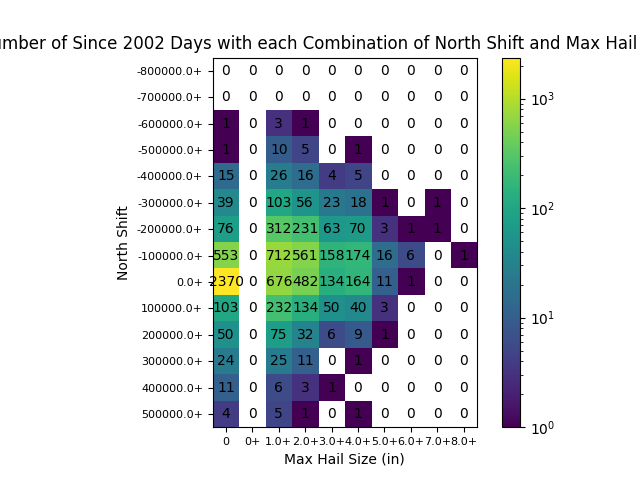 umber of Since 2002 Days with each Combination of North Shift and Max Hail
-800000.0+ 0 0 0 0 0 0 0 0 0 0
-700000.0+ 0 0 0 0 0 0 0 0 0 0
-600000.0+ 1 0 3 1 0 0 0 0 0 0
-500000.0+ 1 0 10 5 0 1 0 0 0 0
-400000.0+ 15 0 26 16 4 5 0 0 0 0
-300000.0+ 39 0 103 56 23 18 1 0 1 0
-200000.0+ 76 0 312 231 63 70 3 1 1 0
-100000.0+ 553 0 712 561 158 174 16 6 0 1
0.0+ 2370 0 676 482 134 164 11 1 0 0
100000.0+ 103 0 232 134 50 40 3 0 0 0
200000.0+ 50 0 75 32 6 9 1 0 0 0
300000.0+ 24 0 25 11 0 1 0 0 0 0
400000.0+ 11 0 6 3 1 0 0 0 0 0
500000.0+ 4 0 5 1 0 1 0 0 0 0
0 0+ 1.0+ 2.0+ 3.0+ 4.0+ 5.0+ 6.0+ 7.0+ 8.0+
Max Hail Size (in)
North Shift
10³
10²
10¹
10⁰